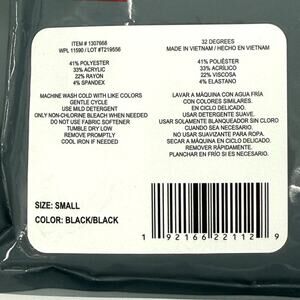 ITEM # 1307668
WPL 11590 / LOT #T219556
41% POLYESTER
33% ACRYLIC
22% RAYON
4% SPANDEX
MACHINE WASH COLD WITH LIKE COLORS
GENTLE CYCLE
USE MILD DETERGENT
ONLY NON-CHLORINE BLEACH WHEN NEEDED
DO NOT USE FABRIC SOFTENER
TUMBLE DRY LOW
REMOVE PROMPTLY
COOL IRON IF NEEDED
32 DEGREES
MADE IN VIETNAM / HECHO EN VIETNAM
41% POLIÉSTER
33% ACRÍLICO
22% VISCOSA
4% ELASTANO
LAVAR A MÁQUINA CON AGUA FRÍA
CON COLORES SIMILARES.
EN CICLO DELICADO.
USAR DETERGENTE SUAVE.
USAR SOLAMENTE BLANQUEADOR SIN CLORO
CUANDO SEA NECESARIO.
NO USAR SUAVIZANTE PARA ROPA.
SECAR A MÁQUINA EN CICLO DELICADO.
REMOVER RÁPIDAMENTE.
PLANCHAR EN FRÍO SI ES NECESARIO.
SIZE: SMALL
COLOR: BLACK/BLACK
1 92166 22112 9